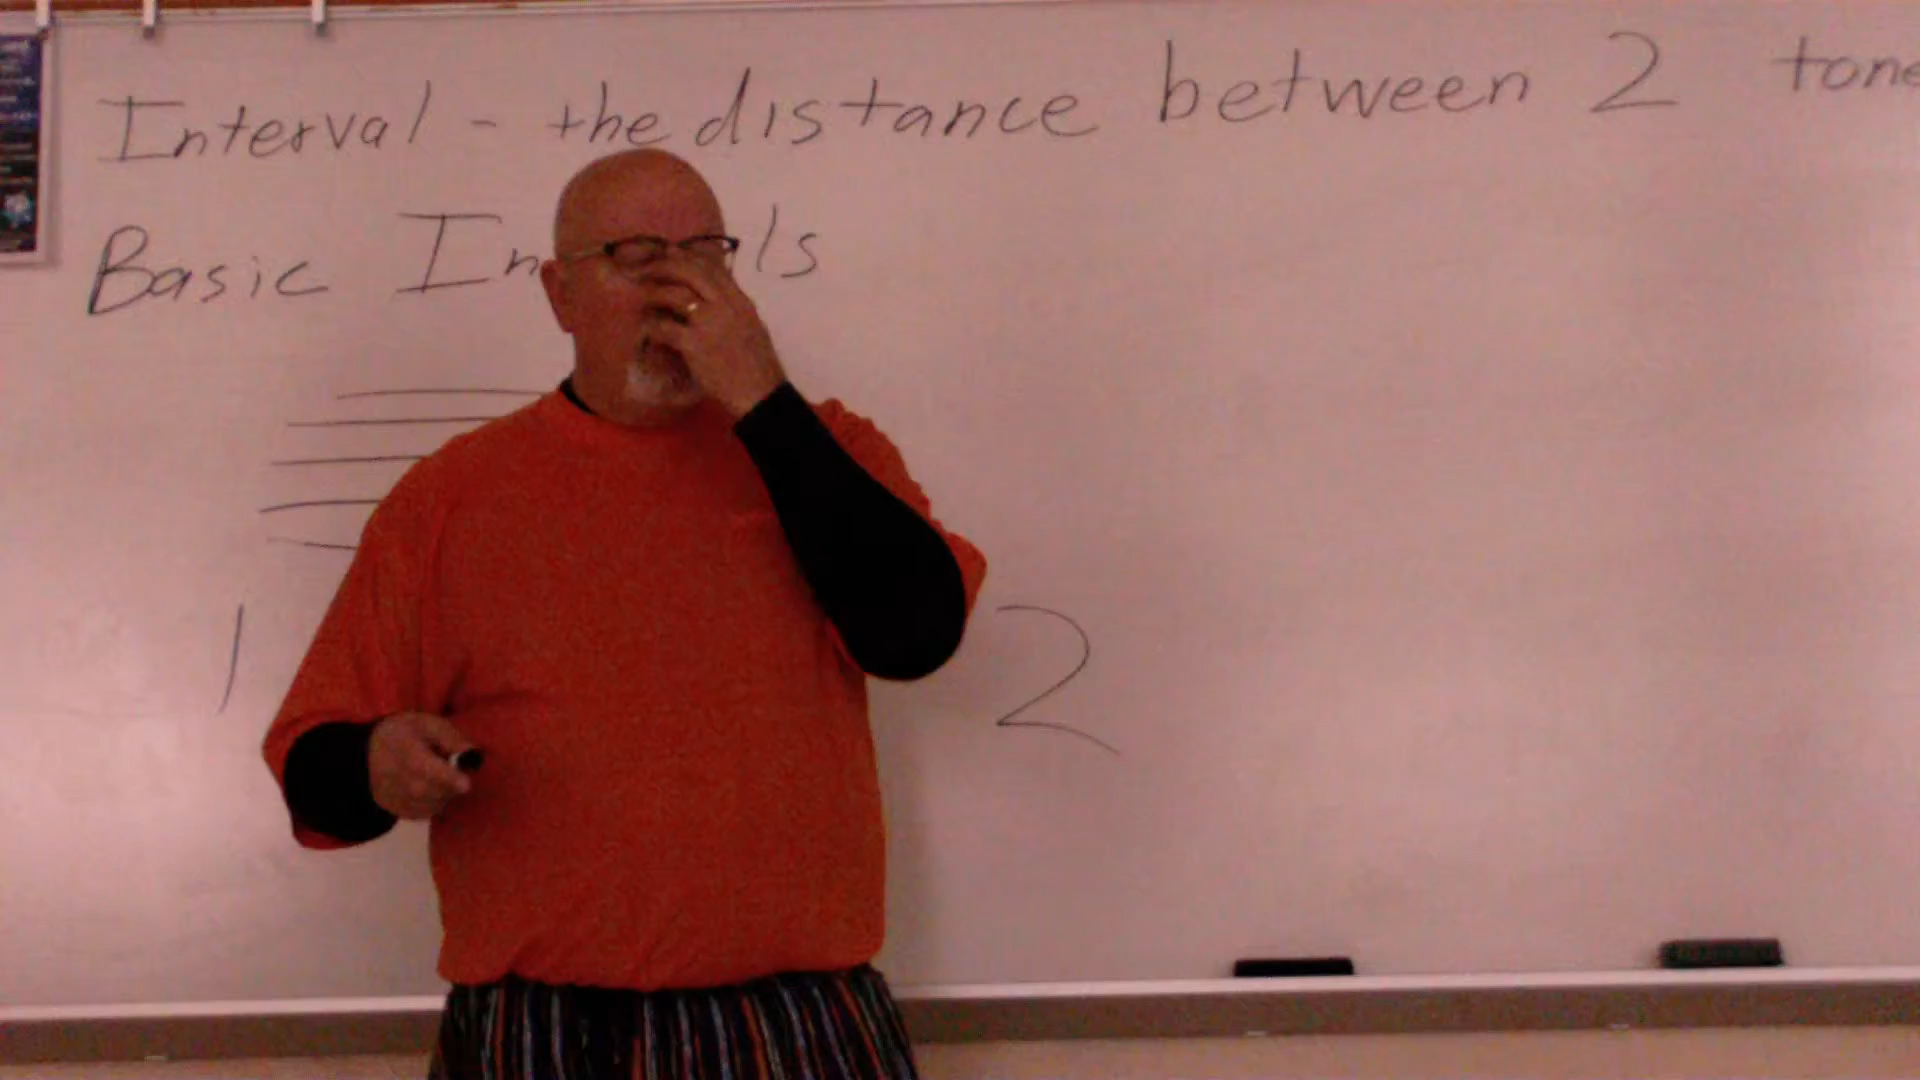 Interval - the distance between 2 tone
Basic In ls
1 2